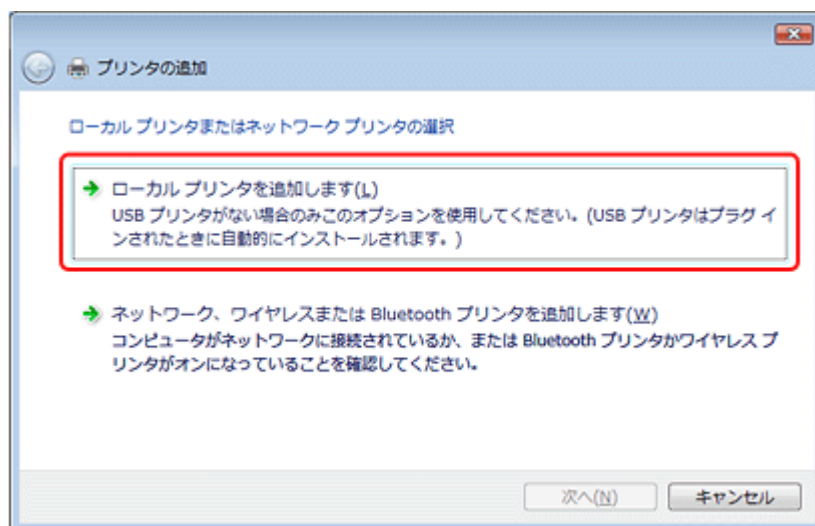 プリンタの追加
ローカル プリンタまたはネットワーク プリンタの選択
ローカル プリンタを追加します(L)
USB プリンタがない場合のみこのオプションを使用してください。(USB プリンタはプラグ イ
ンされたときに自動的にインストールされます。)
ネットワーク、ワイヤレスまたは Bluetooth プリンタを追加します(W)
コンピュータがネットワークに接続されているか、または Bluetooth プリンタかワイヤレス プ
リンタがオンになっていることを確認してください。
次へ(N)
キャンセル